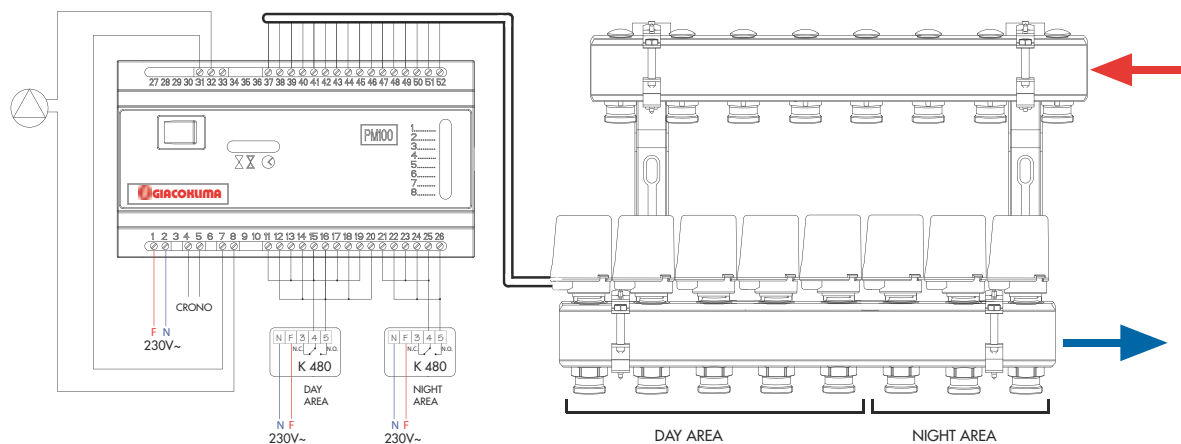 27 28 29 30 31 32 33 34 35 36 37 38 39 40 41 42 43 44 45 46 47 48 49 50 51 52
PM100
1
2
3
4
5
6
7
8
GIACOKLIMA
1 2 3 4 5 6 7 8 9 10 11 12 13 14 15 16 17 18 19 20 21 22 23 24 25 26
CRONO
F N
230V~
N F 3 4 5
N.C. N.O.
K 480
DAY
AREA
N F
230V~
N F 3 4 5
N.C. N.O.
K 480
NIGHT
AREA
N F
230V~
DAY AREA
NIGHT AREA